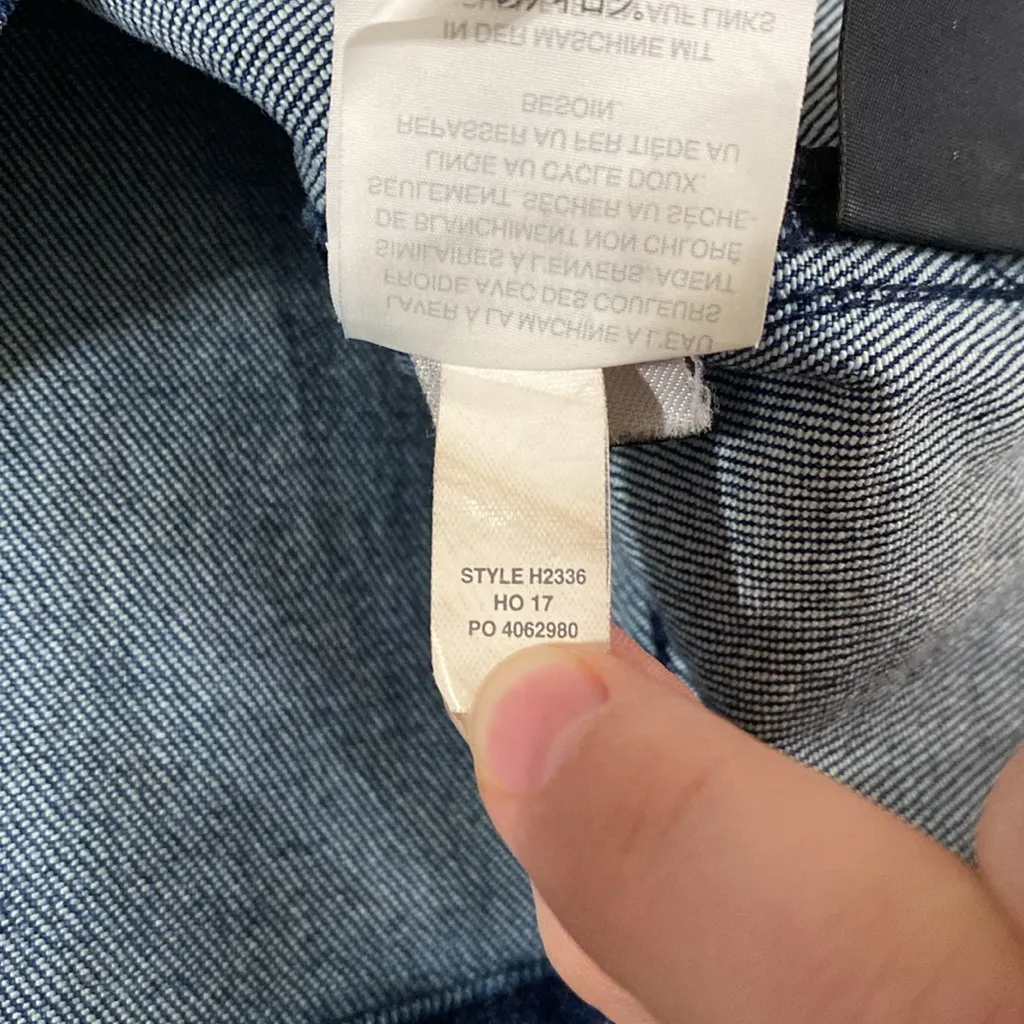 LAVER À LA MACHINE À L'EAU
FROIDE AVEC DES COULEURS
SIMILAIRES À L'ENVERS. AGENT
DE BLANCHIMENT NON CHLORÉ
SEULEMENT. SÉCHER AU SÈCHE-
LINGE AU CYCLE DOUX.
REPASSER AU FER TIÈDE AU
BESOIN.
IN DER MASCHINE MIT
AUF LINKS
STYLE H2336
HO 17
PO 4062980